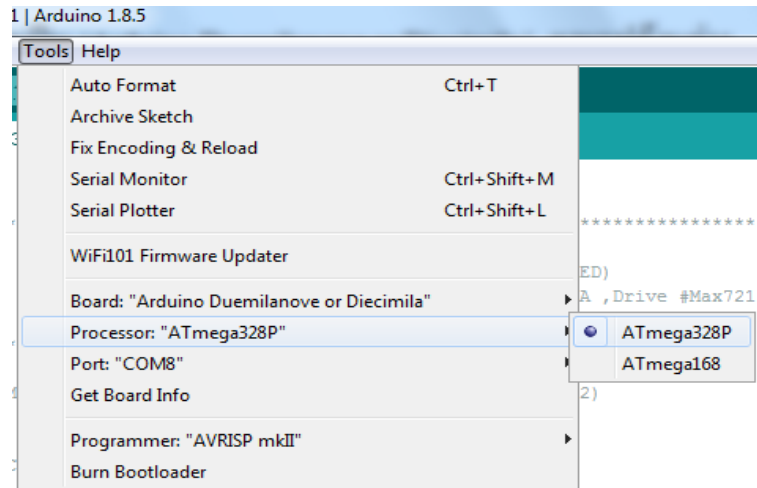 1 | Arduino 1.8.5
Tools Help
Auto Format Ctrl+T
Archive Sketch
Fix Encoding & Reload
Serial Monitor Ctrl+Shift+M
Serial Plotter Ctrl+Shift+L
****************
WiFi101 Firmware Updater
ED)
Board: "Arduino Duemilanove or Diecimila"
A ,Drive #Max721
Processor: "ATmega328P"
ATmega328P
Port: "COM8"
ATmega168
Get Board Info
2)
Programmer: "AVRISP mkII"
Burn Bootloader